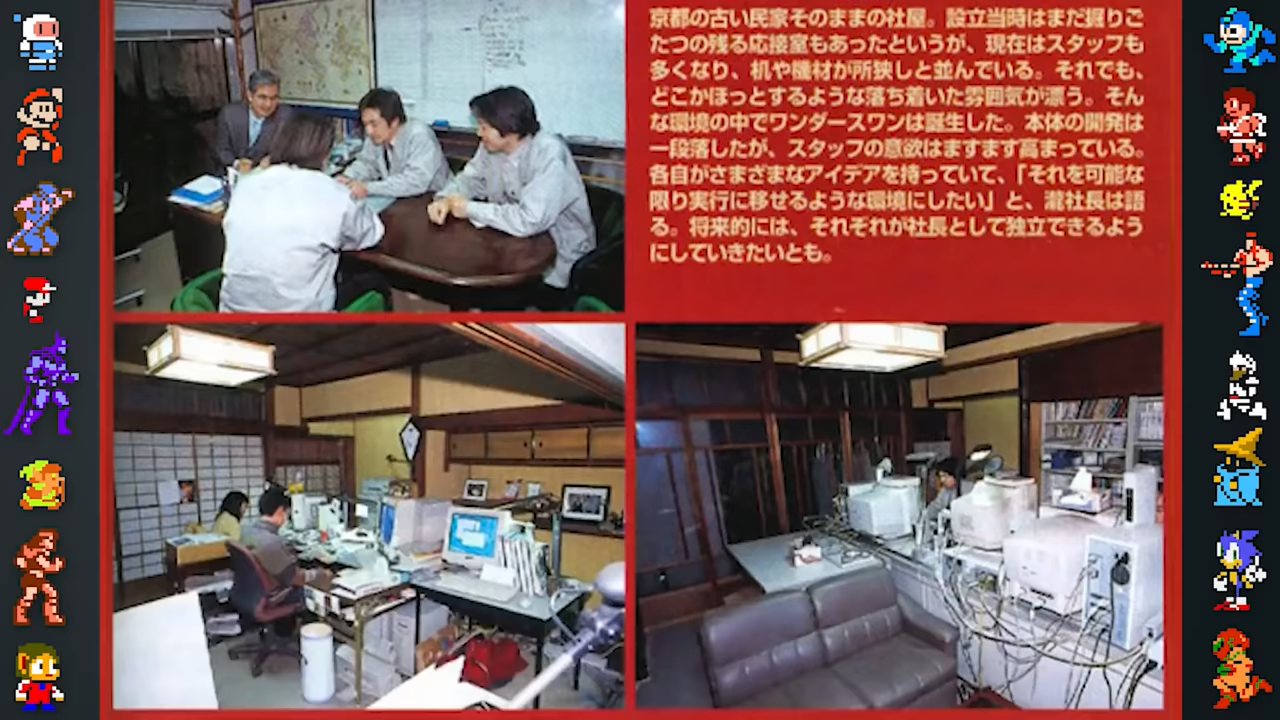 京都の古い民家そのままの社屋。設立当時はまだ掘りご
たつの残る応接室もあったというが、現在はスタッフも
多くなり、机や機材が所狭しと並んでいる。それでも、
どこかほっとするような落ち着いた雰囲気が漂う。そん
な環境の中でワンダースワンは誕生した。本体の開発は
一段落したが、スタッフの意欲はますます高まっている。
各自がさまざまなアイデアを持っていて、「それを可能な
限り実行に移せるような環境にしたい」と、瀧社長は語
る。将来的には、それぞれが社長として独立できるよう
にしていきたいとも。